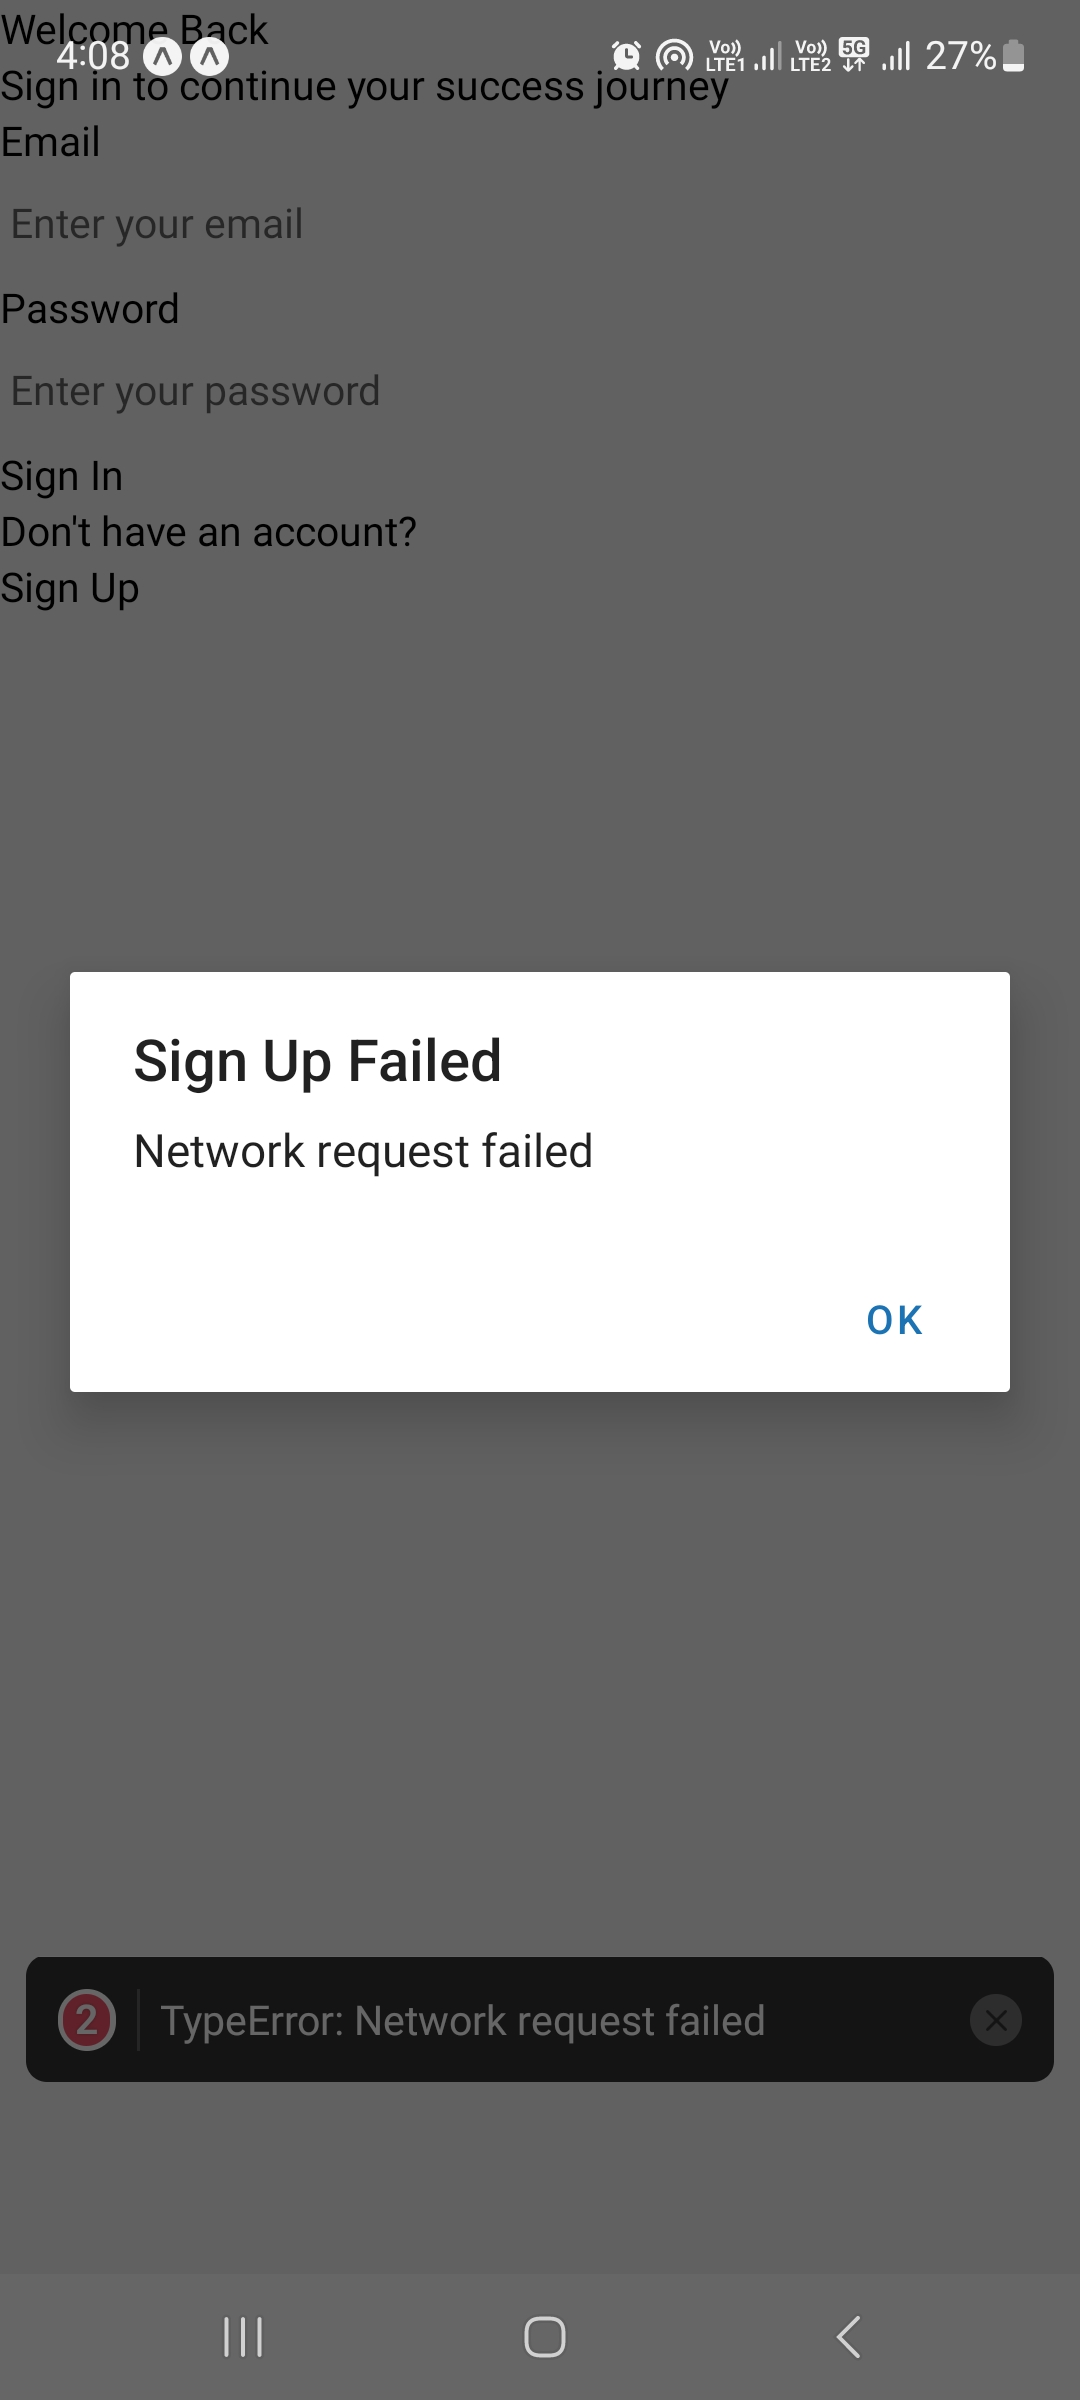 Welcome Back
4:08
Vo)) LTE1 Vo)) LTE2 5G 27%
Sign in to continue your success journey
Email
Enter your email
Password
Enter your password
Sign In
Don't have an account?
Sign Up
Sign Up Failed
Network request failed
OK
2 TypeError: Network request failed